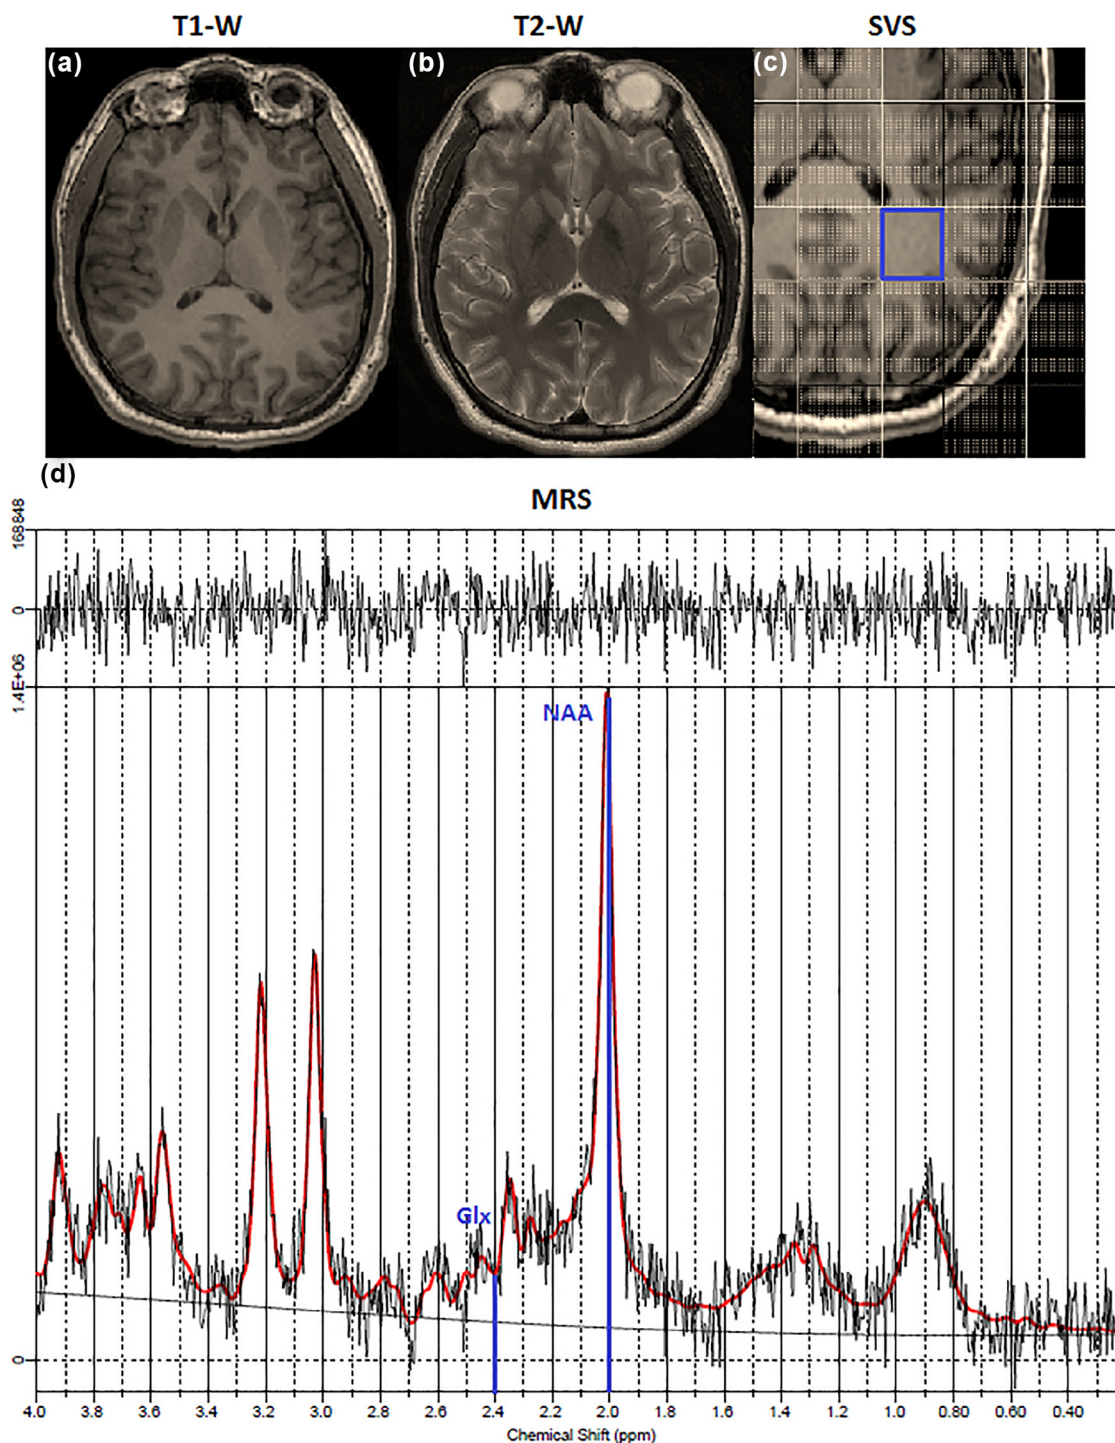 T1-W T2-W SVS
(a) (b) (c)
(d)
MRS
168848
0
1.4E+06
NAA
Glx
0
4.0 3.8 3.6 3.4 3.2 3.0 2.8 2.6 2.4 2.2 2.0 1.8 1.6 1.4 1.2 1.0 0.80 0.60 0.40 0.20
Chemical Shift (ppm)